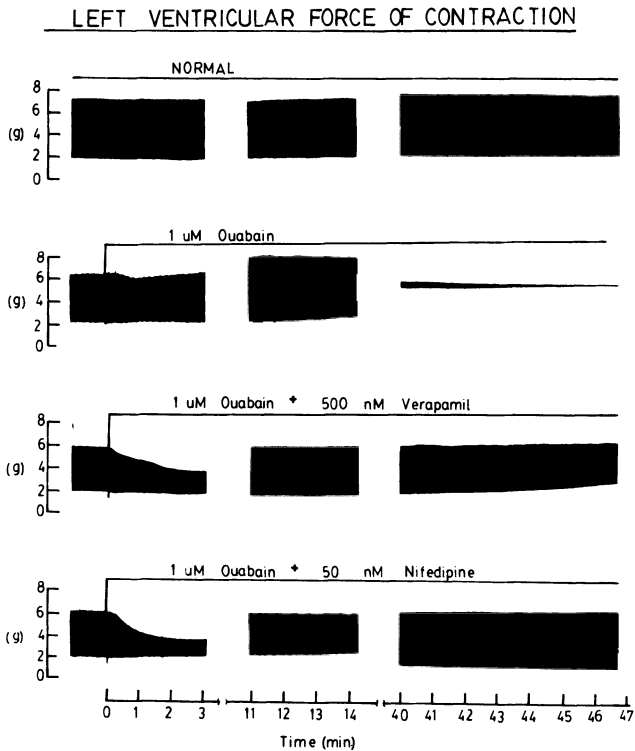 LEFT VENTRICULAR FORCE OF CONTRACTION
NORMAL
8
6
(g) 4
2
0
1 uM Ouabain
8
6
(g) 4
2
0
1 uM Ouabain + 500 nM Verapamil
8
6
(g) 4
2
0
1 uM Ouabain + 50 nM Nifedipine
8
6
(g) 4
2
0
0 1 2 3 11 12 13 14 40 41 42 43 44 45 46 47
Time (min)